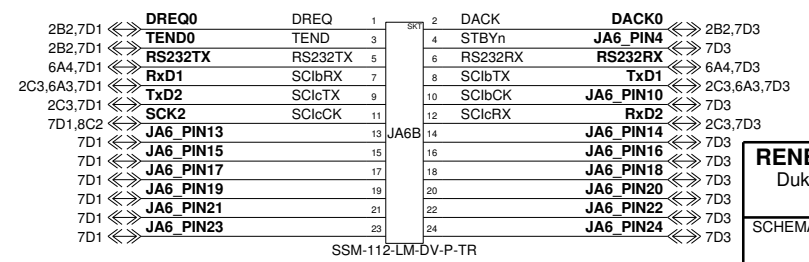 DREQ0 DREQ 1 SKT 2 DACK DACK0
2B2,7D1 2B2,7D3
TEND0 TEND 3 4 STBYn JA6_PIN4
2B2,7D1 7D3
RS232TX RS232TX 5 6 RS232RX RS232RX
6A4,7D1 6A4,7D3
RxD1 SCIbRX 7 8 SCIbTX TxD1
2C3,6A3,7D1 2C3,6A3,7D3
TxD2 SCIcTX 9 10 SCIbCK JA6_PIN10
2C3,7D1 7D3
SCK2 SCIcCK 11 12 SCIcRX RxD2
7D1,8C2 2C3,7D3
JA6_PIN13 13 JA6B 14 JA6_PIN14
7D1 7D3
JA6_PIN15 15 16 JA6_PIN16
7D1 7D3
JA6_PIN17 17 18 JA6_PIN18
7D1 7D3
JA6_PIN19 19 20 JA6_PIN20
7D1 7D3
JA6_PIN21 21 22 JA6_PIN22
7D1 7D3
JA6_PIN23 23 24 JA6_PIN24
7D1 7D3
SSM-112-LM-DV-P-TR
RENE
Duk
SCHEMA